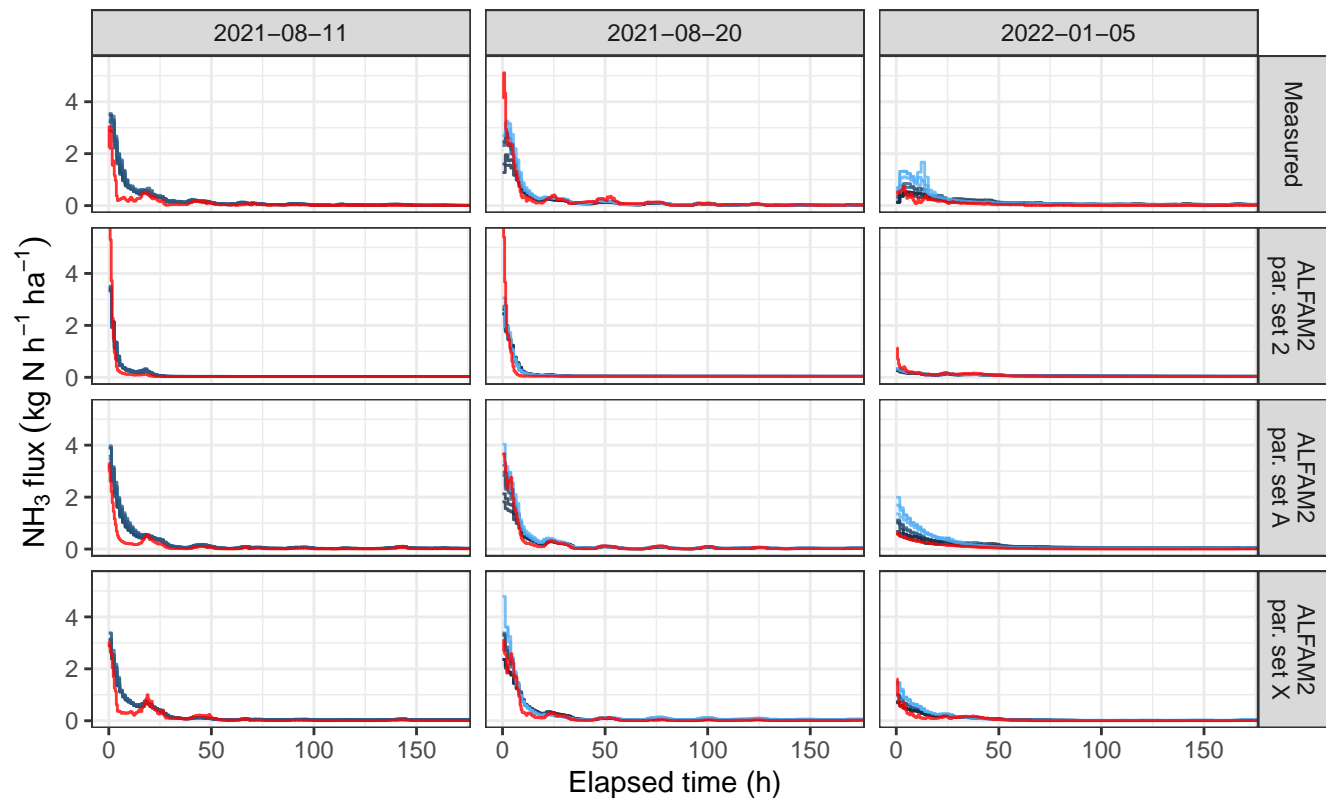 2021−08−11 2021−08−20 2022−01−05
NH₃ flux (kg N h⁻¹ ha⁻¹)
4
2
0
Measured
4
2
0
ALFAM2
par. set 2
4
2
0
ALFAM2
par. set A
4
2
0
ALFAM2
par. set X
0 50 100 150 0 50 100 150 0 50 100 150
Elapsed time (h)